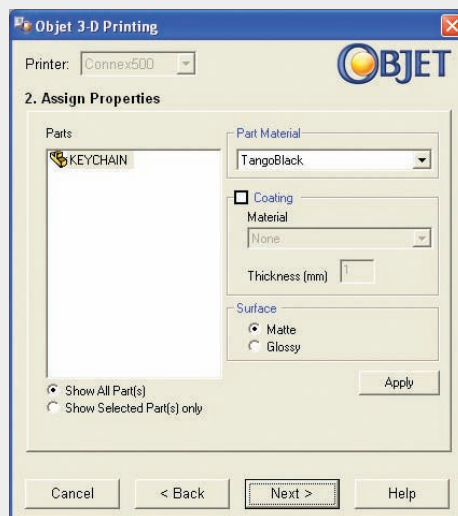 Objet 3-D Printing
Printer: Connex500
OBJET
2. Assign Properties
Parts
KEYCHAIN
Show All Part(s)
Show Selected Part(s) only
Part Material
TangoBlack
Coating
Material
None
Thickness (mm) 1
Surface
Matte
Glossy
Apply
Cancel
< Back
Next >
Help